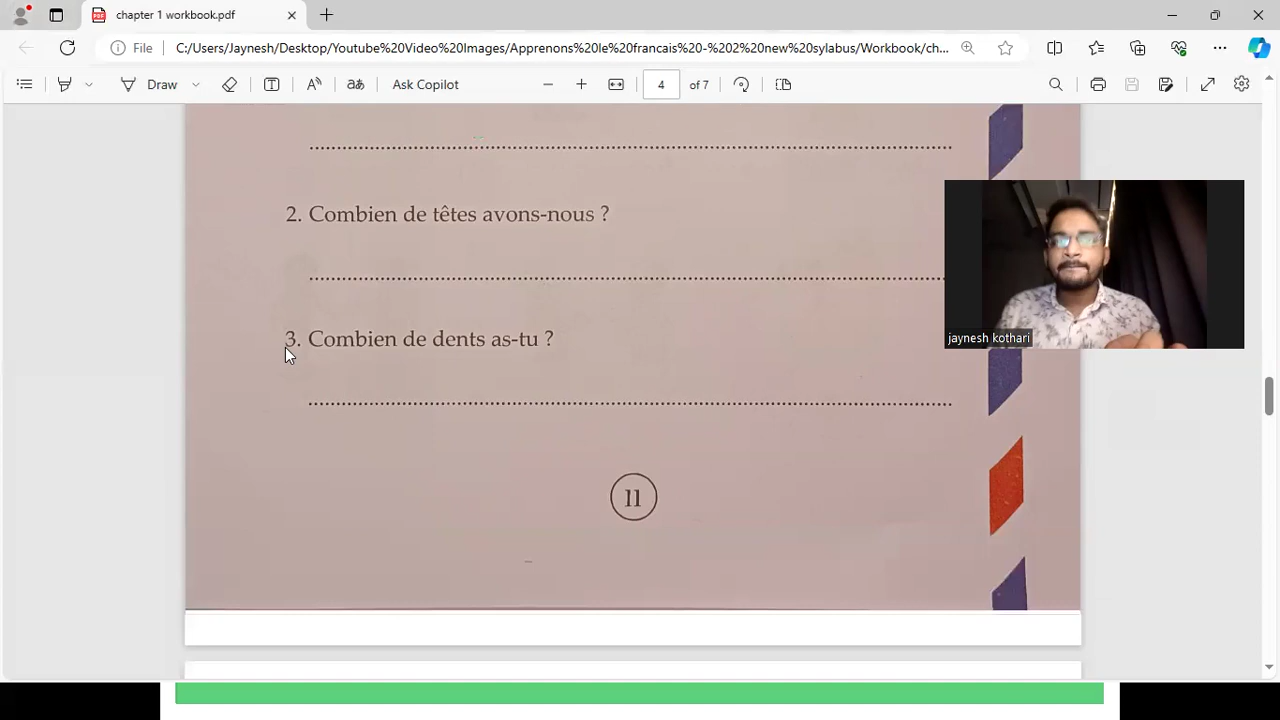 chapter 1 workbook.pdf
File
C:/Users/Jaynesh/Desktop/Youtube%20Video%20Images/Apprenons%20le%20francais%20-%202%20new%20sylabus/Workbook/ch...
Draw
aあ
Ask Copilot
4
of 7
2. Combien de têtes avons-nous ?
jaynesh kothari
3. Combien de dents as-tu ?
11